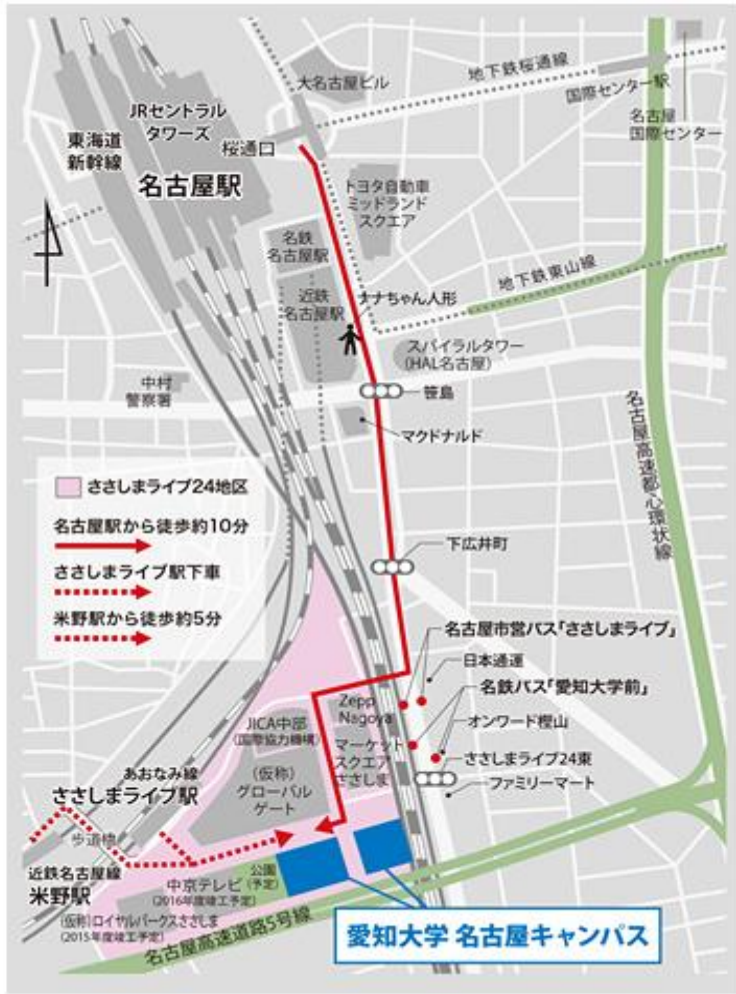 大名古屋ビル
地下鉄桜通線
国際センター駅
名古屋
国際センター
JRセントラル
タワーズ
東海道
新幹線
桜通口
名古屋駅
トヨタ自動車
ミッドランド
スクエア
名鉄
名古屋駅
地下鉄東山線
近鉄
名古屋駅
ナナちゃん人形
スパイラルタワー
(HAL名古屋)
中村
警察署
笹島
マクドナルド
名古屋高速都心環状線
ささしまライブ24地区
名古屋駅から徒歩約10分
ささしまライブ駅下車
米野駅から徒歩約5分
下広井町
名古屋市営バス「ささしまライブ」
日本通運
名鉄バス「愛知大学前」
Zepp
Nagoya
オンワード樫山
JICA中部
(国際協力機構)
マーケット
スクエア
ささしま
ささしまライブ24東
ファミリーマート
あおなみ線
ささしまライブ駅
(仮称)
グローバル
ゲート
歩道橋
近鉄名古屋線
米野駅
公園
(予定)
中京テレビ
(2016年度竣工予定)
(仮称)ロイヤルパークスささしま
(2015年度竣工予定)
名古屋高速道路5号線
愛知大学 名古屋キャンパス